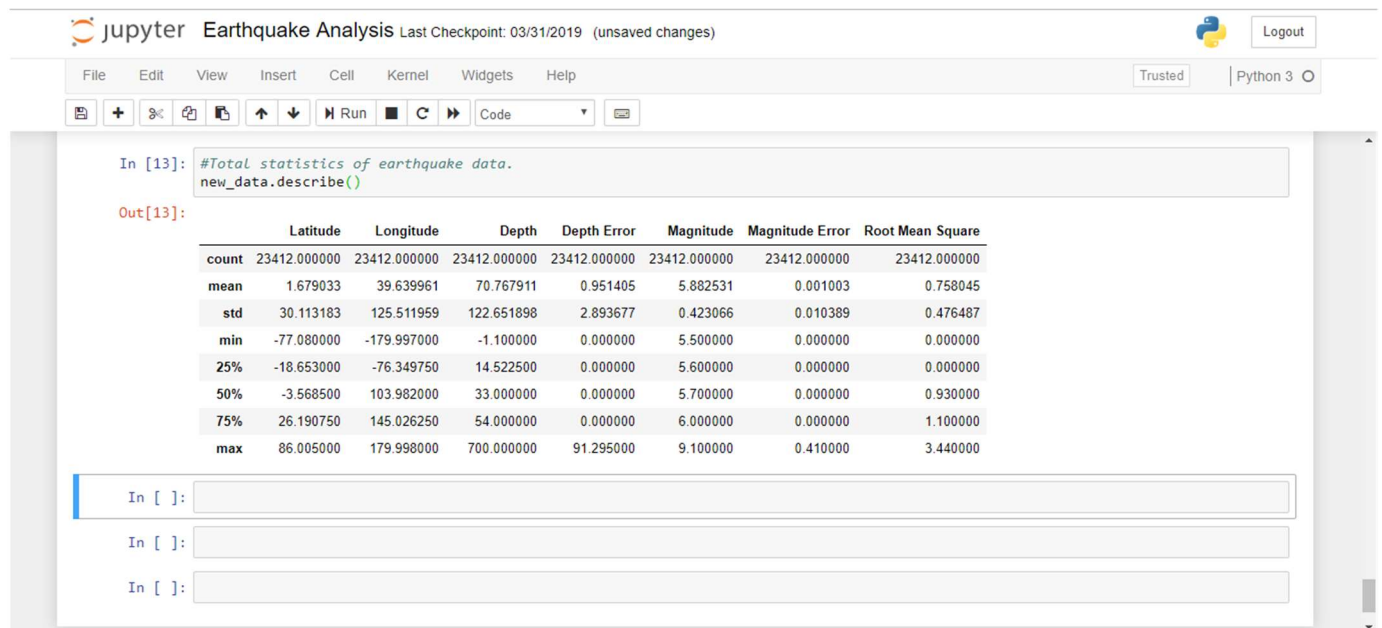 jupyter Earthquake Analysis Last Checkpoint: 03/31/2019 (unsaved changes) Logout
File Edit View Insert Cell Kernel Widgets Help Trusted Python 3
Run Code
In [13]: #Total statistics of earthquake data.
new_data.describe()
Out[13]:
Latitude Longitude Depth Depth Error Magnitude Magnitude Error Root Mean Square
count 23412.000000 23412.000000 23412.000000 23412.000000 23412.000000 23412.000000 23412.000000
mean 1.679033 39.639961 70.767911 0.951405 5.882531 0.001003 0.758045
std 30.113183 125.511959 122.651898 2.893677 0.423066 0.010389 0.476487
min -77.080000 -179.997000 -1.100000 0.000000 5.500000 0.000000 0.000000
25% -18.653000 -76.349750 14.522500 0.000000 5.600000 0.000000 0.000000
50% -3.568500 103.982000 33.000000 0.000000 5.700000 0.000000 0.930000
75% 26.190750 145.026250 54.000000 0.000000 6.000000 0.000000 1.100000
max 86.005000 179.998000 700.000000 91.295000 9.100000 0.410000 3.440000
In [ ]:
In [ ]:
In [ ]: